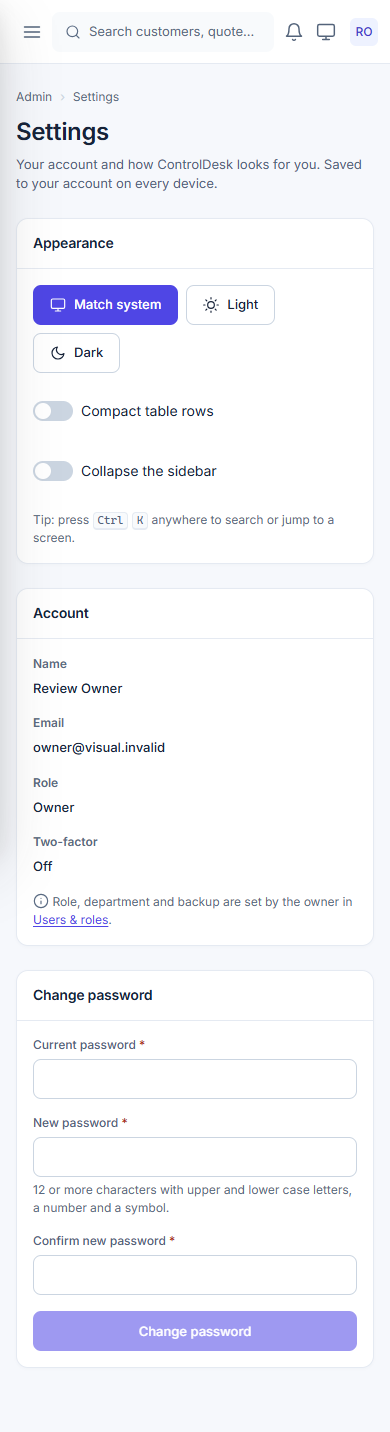 Search customers, quote...
RO
Admin › Settings
Settings
Your account and how ControlDesk looks for you. Saved
to your account on every device.
Appearance
Match system
Light
Dark
Compact table rows
Collapse the sidebar
Tip: press Ctrl K anywhere to search or jump to a
screen.
Account
Name
Review Owner
Email
owner@visual.invalid
Role
Owner
Two-factor
Off
Role, department and backup are set by the owner in
Users & roles.
Change password
Current password *
New password *
12 or more characters with upper and lower case letters,
a number and a symbol.
Confirm new password *
Change password